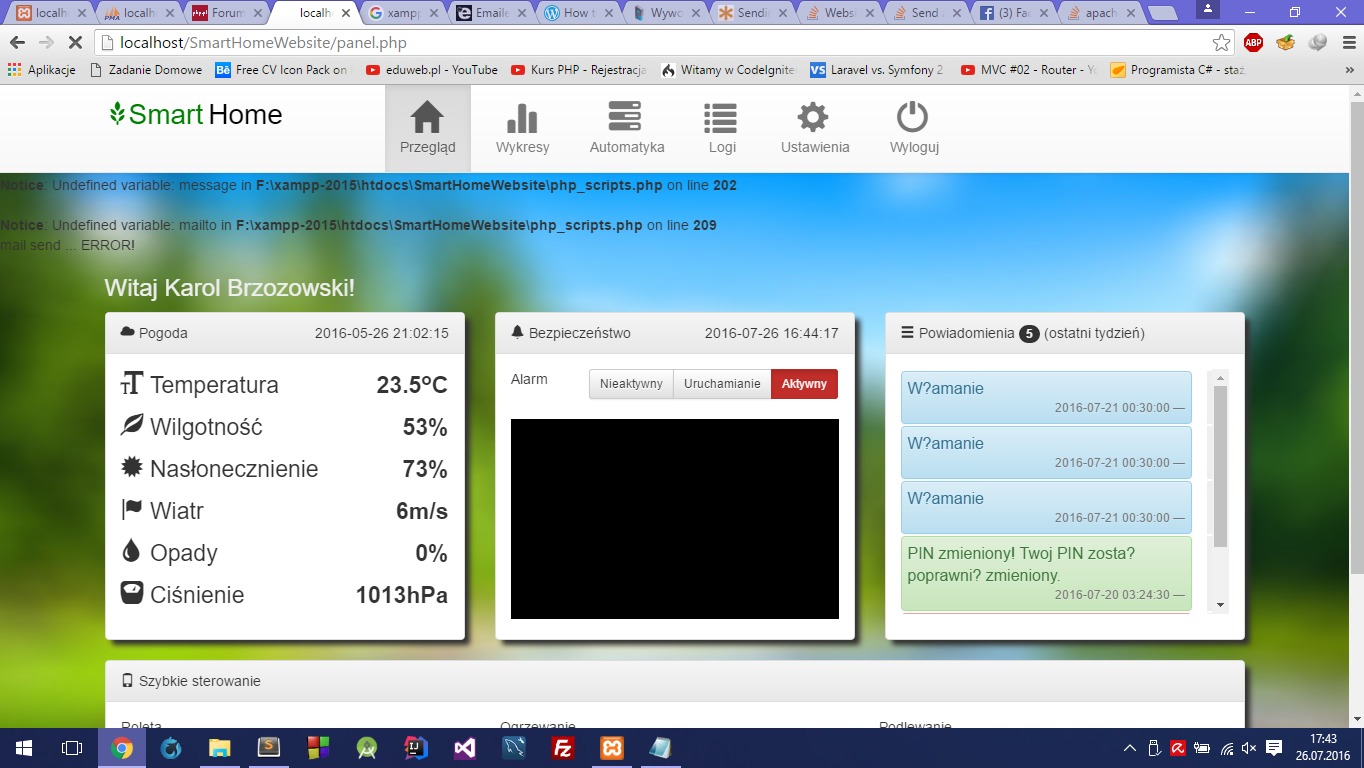 localh
localh
Forum
localh
xampp
Emaile
How t
Wywo
Sendi
Websi
Send
(3) Fac
apach
localhost/SmartHomeWebsite/panel.php
ABP
Aplikacje
Zadanie Domowe
Free CV Icon Pack on
eduweb.pl - YouTube
Kurs PHP - Rejestracja
Witamy w CodeIgnite
Laravel vs. Symfony 2
MVC #02 - Router - Yo
Programista C# - staż
»
Smart Home
Przegląd
Wykresy
Automatyka
Logi
Ustawienia
Wyloguj
Notice: Undefined variable: message in F:\xampp-2015\htdocs\SmartHomeWebsite\php_scripts.php on line 202
Notice: Undefined variable: mailto in F:\xampp-2015\htdocs\SmartHomeWebsite\php_scripts.php on line 209
mail send ... ERROR!
Witaj Karol Brzozowski!
Pogoda 2016-05-26 21:02:15
Temperatura 23.5°C
Wilgotność 53%
Nasłonecznienie 73%
Wiatr 6m/s
Opady 0%
Ciśnienie 1013hPa
Bezpieczeństwo 2016-07-26 16:44:17
Alarm Nieaktywny Uruchamianie Aktywny
Powiadomienia 5 (ostatni tydzień)
W?amanie
2016-07-21 00:30:00 —
W?amanie
2016-07-21 00:30:00 —
W?amanie
2016-07-21 00:30:00 —
PIN zmieniony! Twoj PIN zosta?
poprawni? zmieniony.
2016-07-20 03:24:30 —
Szybkie sterowanie
Roleta
Ogrzewanie
Podlewanie
17:43
26.07.2016